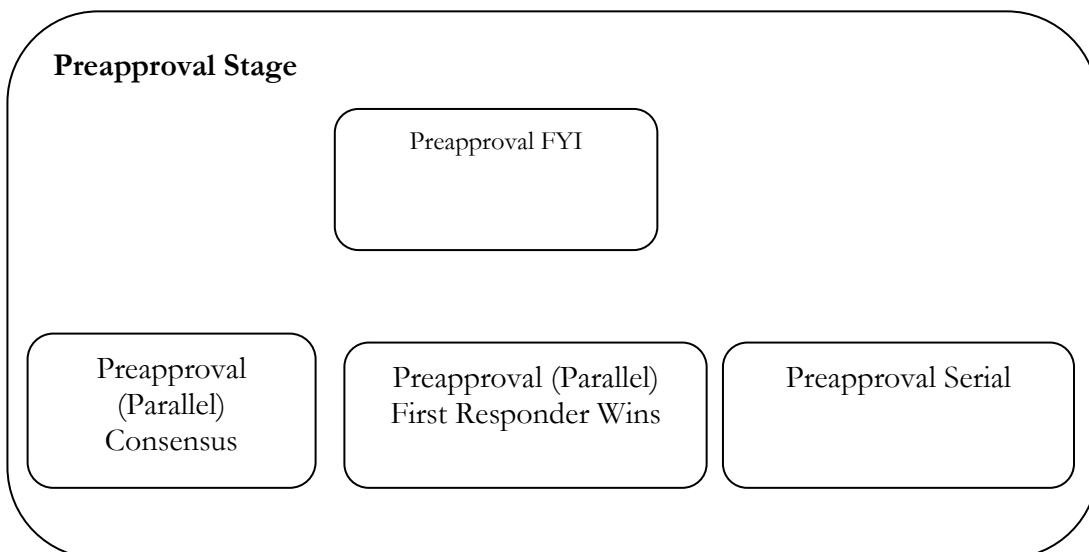 Preapproval Stage
Preapproval FYI
Preapproval
(Parallel)
Consensus
Preapproval (Parallel)
First Responder Wins
Preapproval Serial